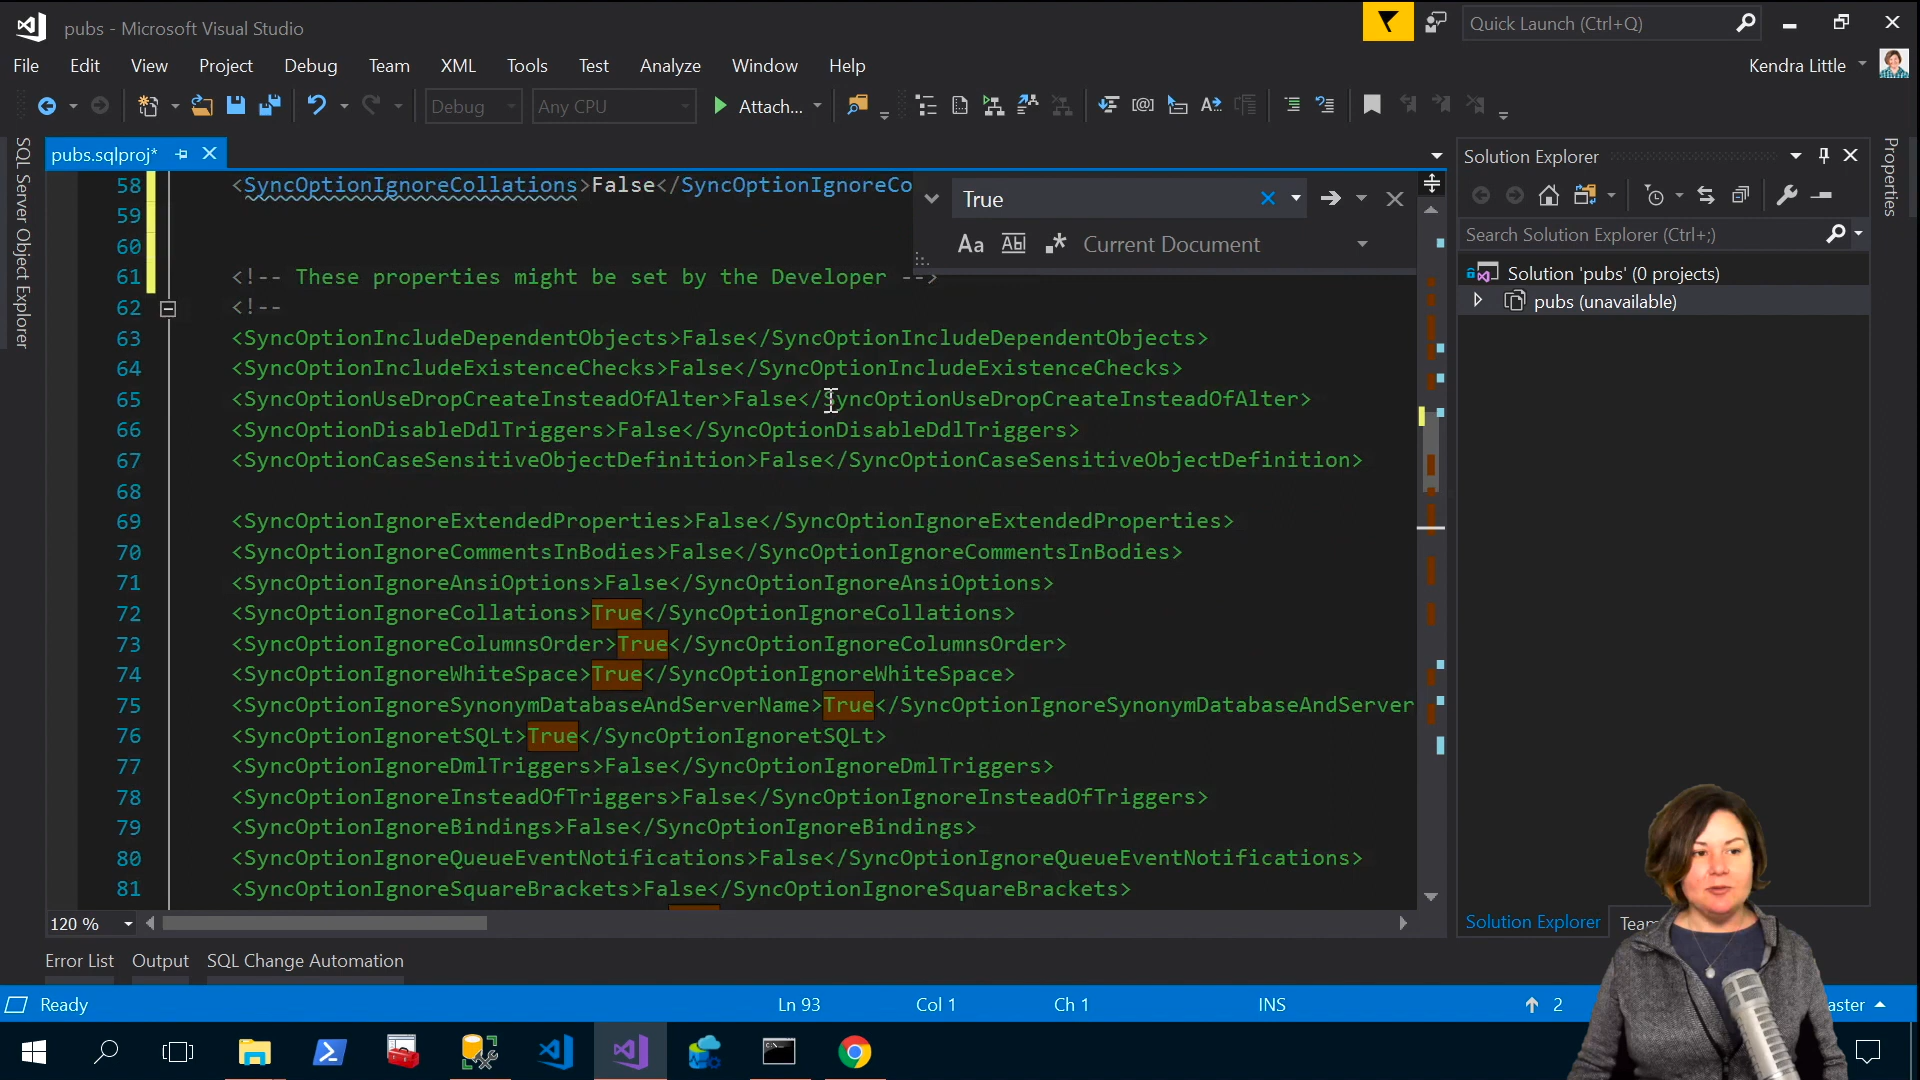 pubs - Microsoft Visual Studio
Quick Launch (Ctrl+Q)
File Edit View Project Debug Team XML Tools Test Analyze Window Help
Kendra Little
Debug Any CPU Attach...
SQL Server Object Explorer
pubs.sqlproj*
58 <SyncOptionIgnoreCollations>False</SyncOptionIgnoreCo
59
60
61 <!-- These properties might be set by the Developer -->
62 <!--
63 <SyncOptionIncludeDependentObjects>False</SyncOptionIncludeDependentObjects>
64 <SyncOptionIncludeExistenceChecks>False</SyncOptionIncludeExistenceChecks>
65 <SyncOptionUseDropCreateInsteadOfAlter>False</SyncOptionUseDropCreateInsteadOfAlter>
66 <SyncOptionDisableDdlTriggers>False</SyncOptionDisableDdlTriggers>
67 <SyncOptionCaseSensitiveObjectDefinition>False</SyncOptionCaseSensitiveObjectDefinition>
68
69 <SyncOptionIgnoreExtendedProperties>False</SyncOptionIgnoreExtendedProperties>
70 <SyncOptionIgnoreCommentsInBodies>False</SyncOptionIgnoreCommentsInBodies>
71 <SyncOptionIgnoreAnsiOptions>False</SyncOptionIgnoreAnsiOptions>
72 <SyncOptionIgnoreCollations>True</SyncOptionIgnoreCollations>
73 <SyncOptionIgnoreColumnsOrder>True</SyncOptionIgnoreColumnsOrder>
74 <SyncOptionIgnoreWhiteSpace>True</SyncOptionIgnoreWhiteSpace>
75 <SyncOptionIgnoreSynonymDatabaseAndServerName>True</SyncOptionIgnoreSynonymDatabaseAndServer
76 <SyncOptionIgnoretSQLt>True</SyncOptionIgnoretSQLt>
77 <SyncOptionIgnoreDmlTriggers>False</SyncOptionIgnoreDmlTriggers>
78 <SyncOptionIgnoreInsteadOfTriggers>False</SyncOptionIgnoreInsteadOfTriggers>
79 <SyncOptionIgnoreBindings>False</SyncOptionIgnoreBindings>
80 <SyncOptionIgnoreQueueEventNotifications>False</SyncOptionIgnoreQueueEventNotifications>
81 <SyncOptionIgnoreSquareBrackets>False</SyncOptionIgnoreSquareBrackets>
True
Aa Abl Current Document
120 %
Solution Explorer
Search Solution Explorer (Ctrl+;)
Solution 'pubs' (0 projects)
pubs (unavailable)
Properties
Solution Explorer Team
Error List Output SQL Change Automation
Ready Ln 93 Col 1 Ch 1 INS 2 aster